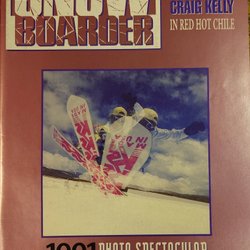 SNOW
BOARDER
CRAIG KELLY
IN RED HOT CHILE
1991 PHOTO SPECTACULAR